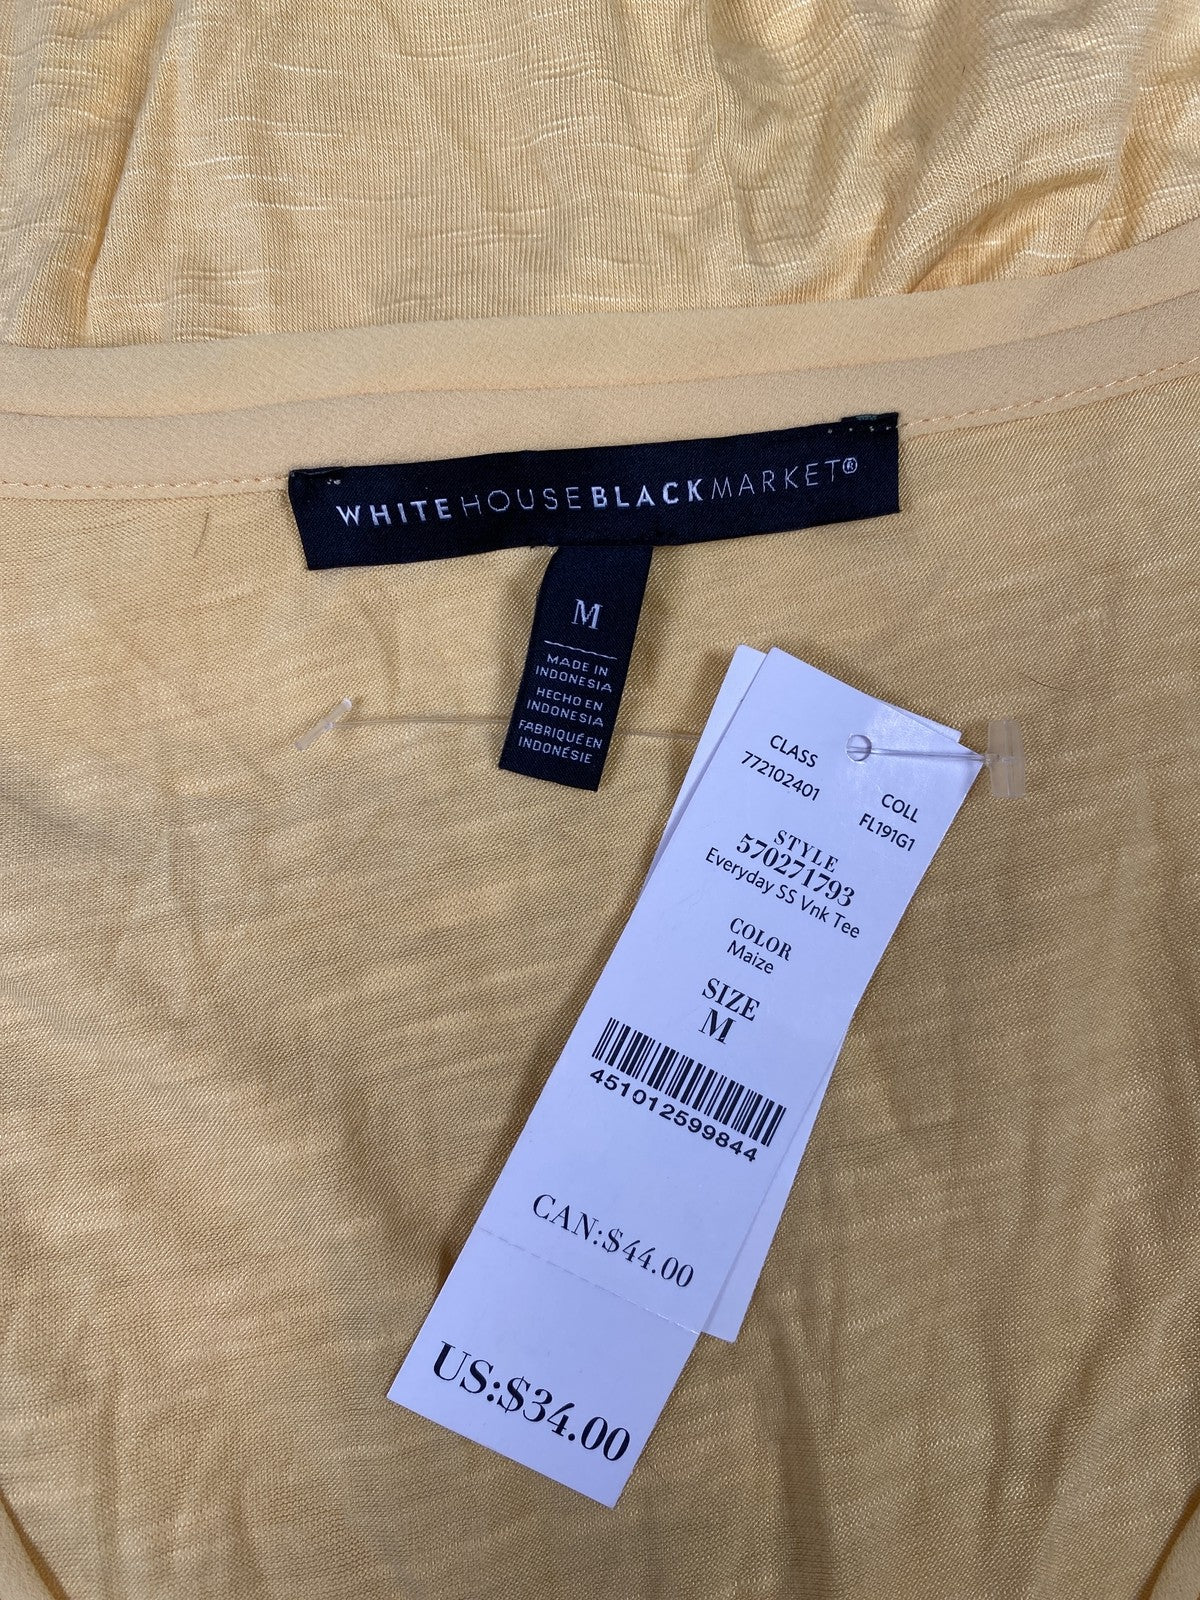 WHITEHOUSEBLACKMARKET®
M
MADE IN
INDONESIA
HECHO EN
INDONESIA
FABRIQUÉ EN
INDONÉSIE
CLASS
772102401
COLL
FL191G1
STYLE
570271793
Everyday SS Vnk Tee
COLOR
Maize
SIZE
M
451012599844
CAN:$44.00
US:$34.00